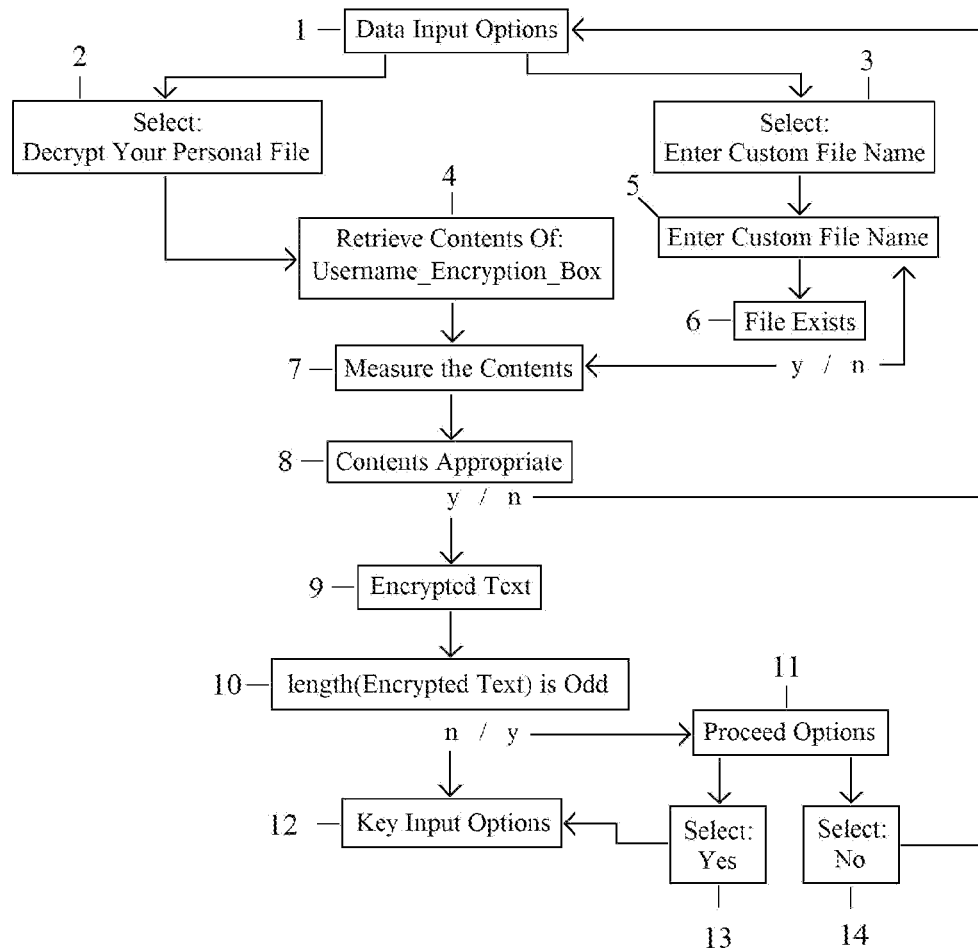 1
Data Input Options
2
3
Select:
Decrypt Your Personal File
Select:
Enter Custom File Name
4
5
Retrieve Contents Of:
Username_Encryption_Box
Enter Custom File Name
6
File Exists
y / n
7
Measure the Contents
8
Contents Appropriate
y / n
9
Encrypted Text
10
length(Encrypted Text) is Odd
11
n / y
Proceed Options
12
Key Input Options
Select:
Yes
Select:
No
13
14